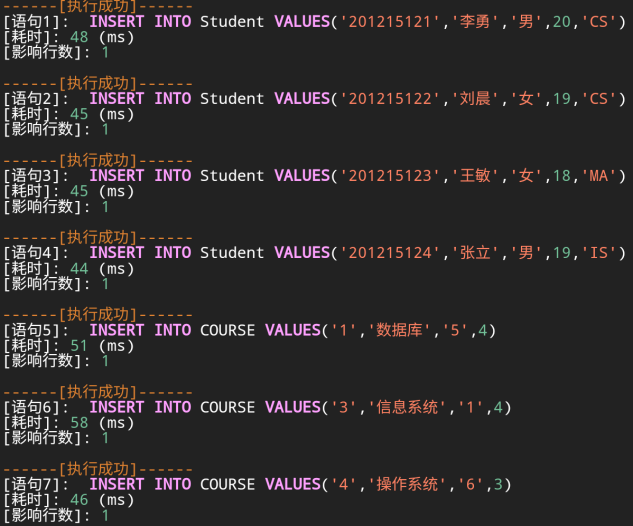 ------[执行成功]------
[语句1]:  INSERT INTO Student VALUES('201215121','李勇','男',20,'CS')
[耗时]: 48 (ms)
[影响行数]: 1
------[执行成功]------
[语句2]:  INSERT INTO Student VALUES('201215122','刘晨','女',19,'CS')
[耗时]: 45 (ms)
[影响行数]: 1
------[执行成功]------
[语句3]:  INSERT INTO Student VALUES('201215123','王敏','女',18,'MA')
[耗时]: 45 (ms)
[影响行数]: 1
------[执行成功]------
[语句4]:  INSERT INTO Student VALUES('201215124','张立','男',19,'IS')
[耗时]: 44 (ms)
[影响行数]: 1
------[执行成功]------
[语句5]:  INSERT INTO COURSE VALUES('1','数据库','5',4)
[耗时]: 51 (ms)
[影响行数]: 1
------[执行成功]------
[语句6]:  INSERT INTO COURSE VALUES('3','信息系统','1',4)
[耗时]: 58 (ms)
[影响行数]: 1
------[执行成功]------
[语句7]:  INSERT INTO COURSE VALUES('4','操作系统','6',3)
[耗时]: 46 (ms)
[影响行数]: 1